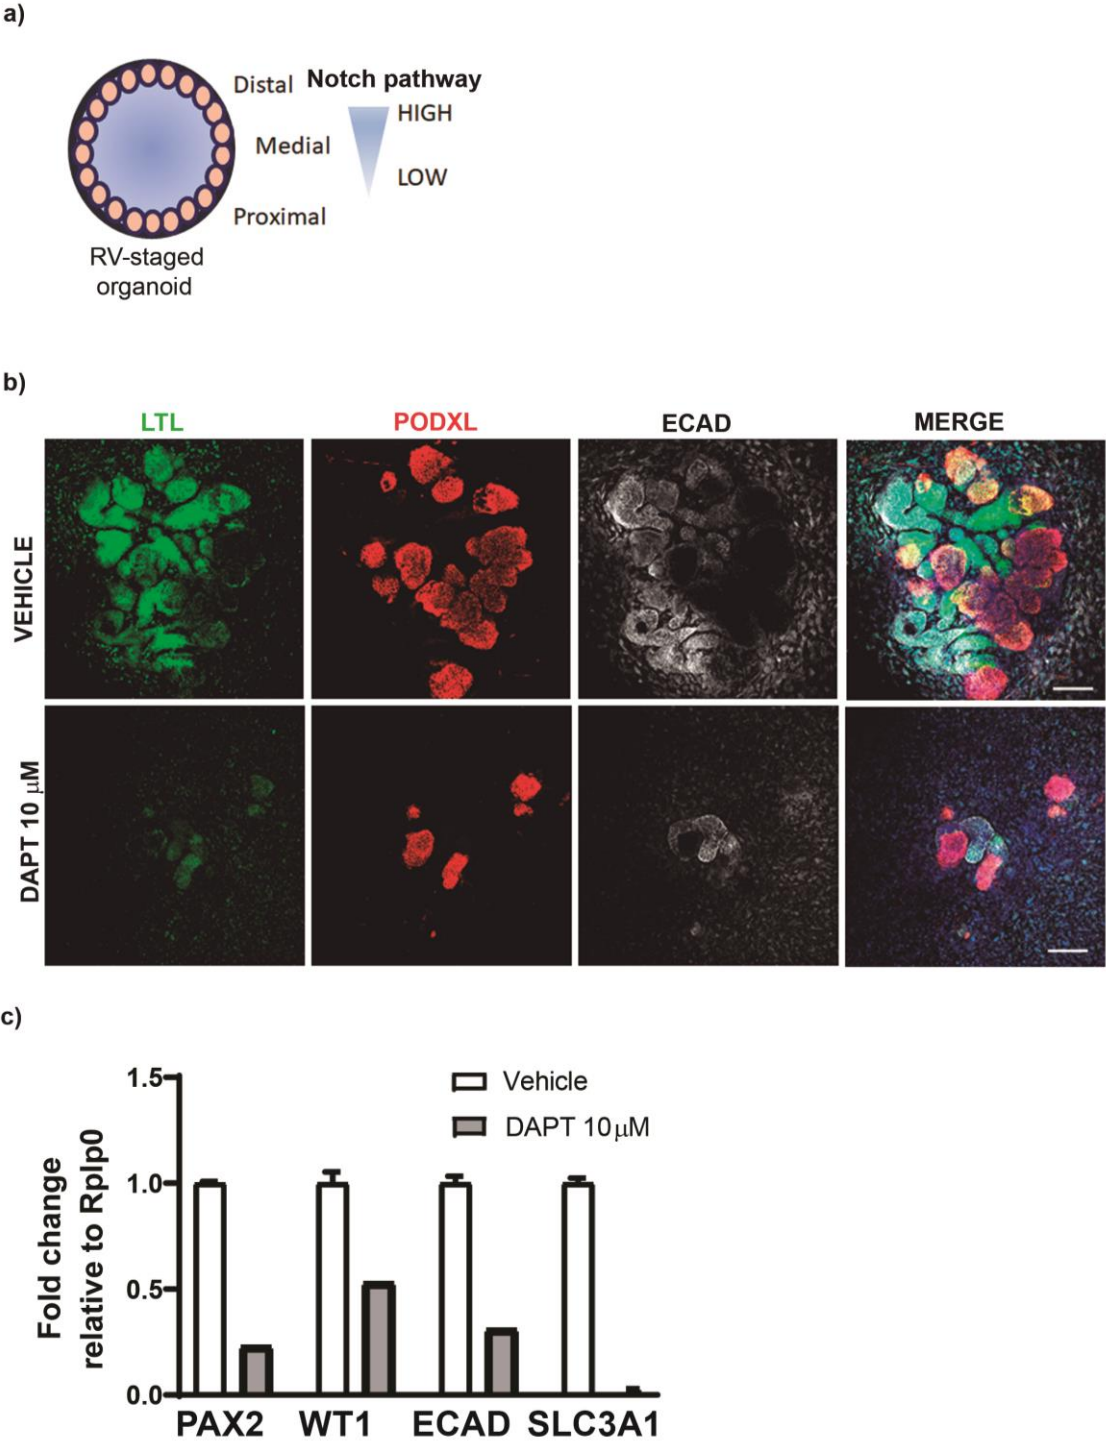 a)
Distal Notch pathway
HIGH
Medial
LOW
Proximal
RV-staged
organoid
b)
LTL PODXL ECAD MERGE
VEHICLE
DAPT 10 µM
c)
Fold change
relative to Rplp0
1.5
1.0
0.5
0.0
Vehicle
DAPT 10µM
PAX2 WT1 ECAD SLC3A1